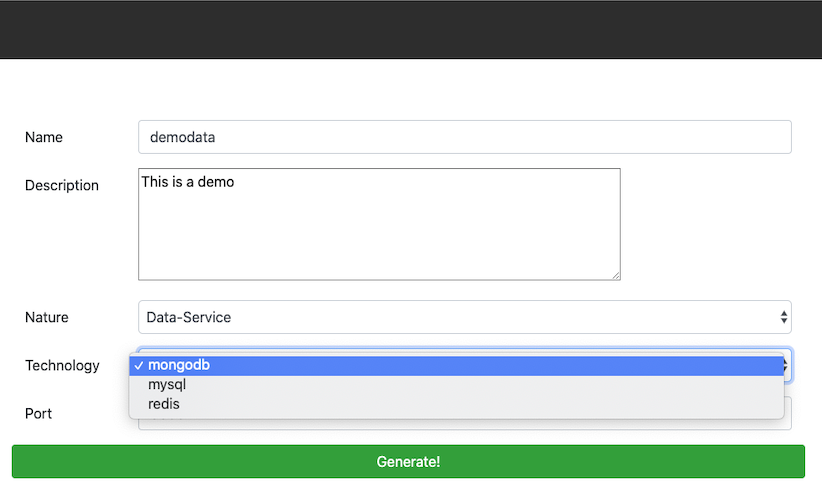 Name demodata
Description This is a demo
Nature Data-Service
Technology ✓ mongodb
mysql
redis
Port
Generate!